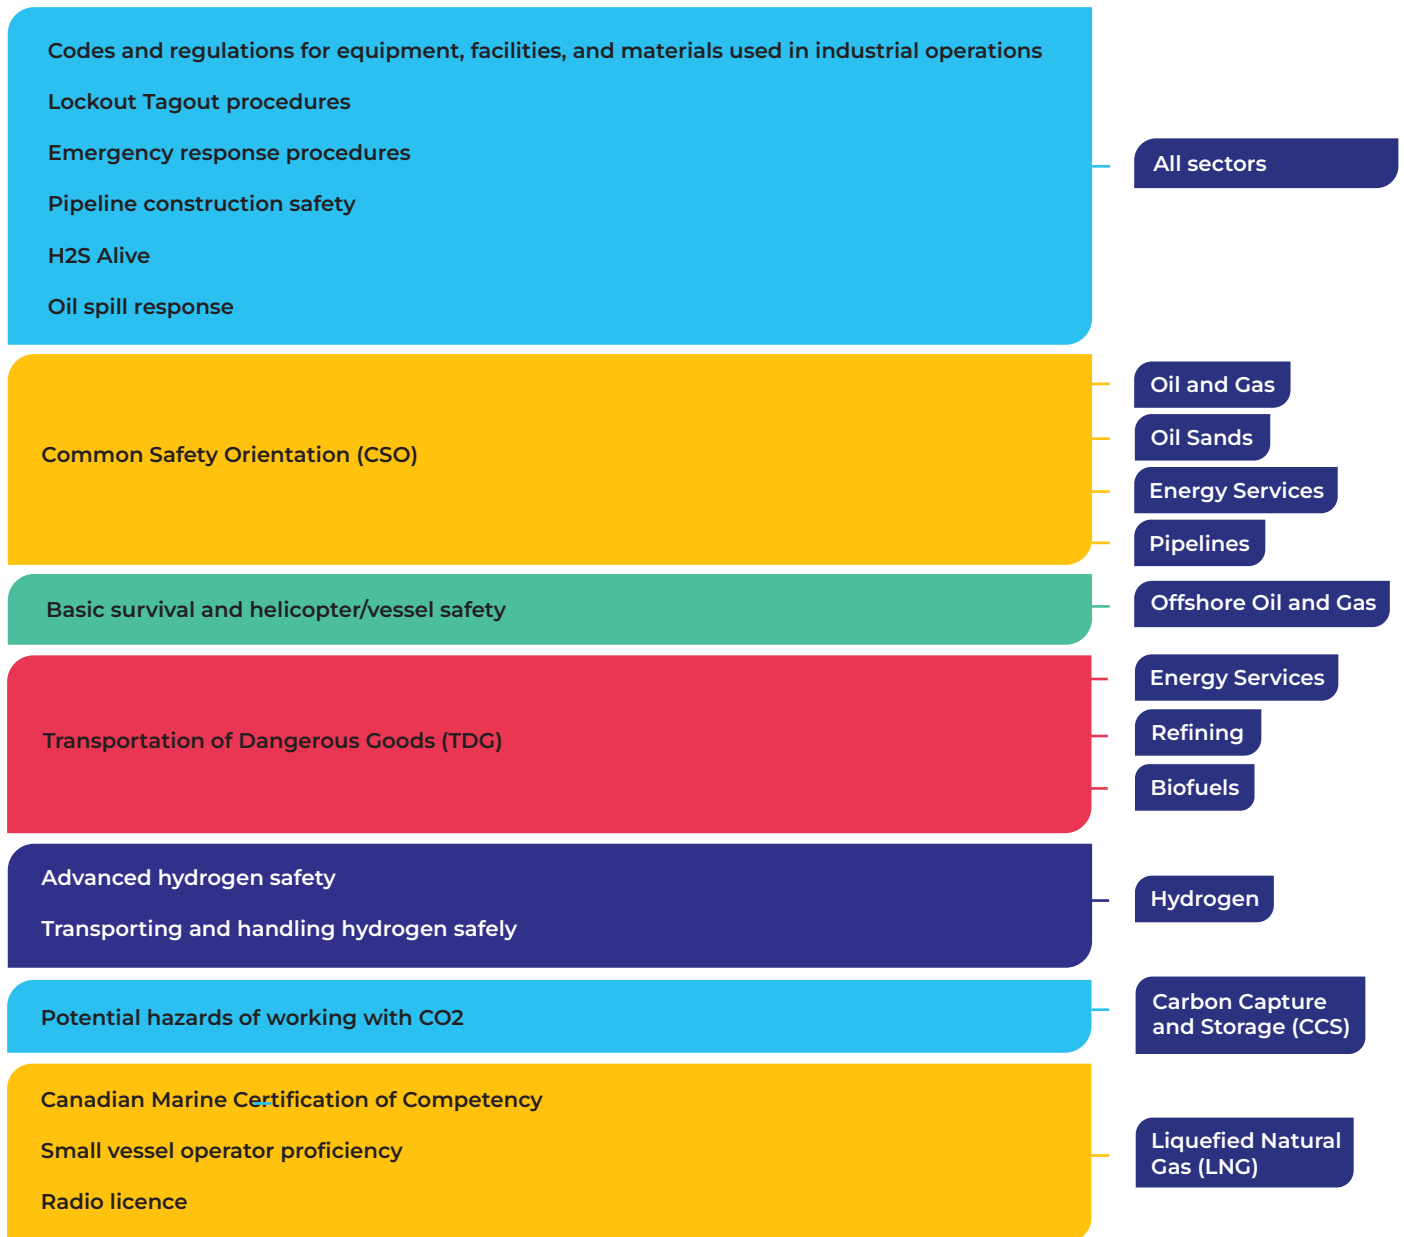 Codes and regulations for equipment, facilities, and materials used in industrial operations
Lockout Tagout procedures
Emergency response procedures
Pipeline construction safety
H2S Alive
Oil spill response
All sectors
Common Safety Orientation (CSO)
Oil and Gas
Oil Sands
Energy Services
Pipelines
Basic survival and helicopter/vessel safety
Offshore Oil and Gas
Transportation of Dangerous Goods (TDG)
Energy Services
Refining
Biofuels
Advanced hydrogen safety
Transporting and handling hydrogen safely
Hydrogen
Potential hazards of working with CO2
Carbon Capture
and Storage (CCS)
Canadian Marine Certification of Competency
Small vessel operator proficiency
Radio licence
Liquefied Natural
Gas (LNG)